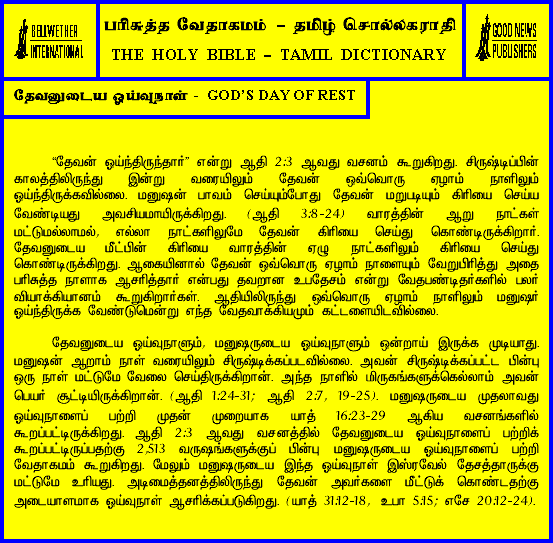 BELLWETHER
INTERNATIONAL
பரிசுத்த வேதாகமம் – தமிழ் சொல்லகராதி
THE HOLY BIBLE – TAMIL DICTIONARY
GOOD NEWS
PUBLISHERS
தேவனுடைய ஓய்வுநாள் - GOD'S DAY OF REST
“தேவன் ஓய்ந்திருந்தார்” என்று ஆதி 2:3 ஆவது வசனம் கூறுகிறது. சிருஷ்டிப்பின்
காலத்திலிருந்து இன்று வரையிலும் தேவன் ஒவ்வொரு ஏழாம் நாளிலும்
ஓய்ந்திருக்கவில்லை. மனுஷன் பாவம் செய்யும்போது தேவன் மறுபடியும் கிரியை செய்ய
வேண்டியது அவசியமாயிருக்கிறது. (ஆதி 3:8-24) வாரத்தின் ஆறு நாட்கள்
மட்டுமல்லாமல், எல்லா நாட்களிலுமே தேவன் கிரியை செய்து கொண்டிருக்கிறார்.
தேவனுடைய மீட்பின் கிரியை வாரத்தின் ஏழு நாட்களிலும் கிரியை செய்து
கொண்டிருக்கிறது. ஆகையினால் தேவன் ஒவ்வொரு ஏழாம் நாளையும் வேறுபிரித்து அதை
பரிசுத்த நாளாக ஆசரித்தார் என்பது தவறான உபதேசம் என்று வேதபண்டிதர்களில் பலர்
வியாக்கியானம் கூறுகிறார்கள். ஆதியிலிருந்து ஒவ்வொரு ஏழாம் நாளிலும் மனுஷர்
ஓய்ந்திருக்க வேண்டுமென்று எந்த வேதவாக்கியமும் கட்டளையிடவில்லை.
தேவனுடைய ஓய்வுநாளும், மனுஷருடைய ஓய்வுநாளும் ஒன்றாய் இருக்க முடியாது.
மனுஷன் ஆறாம் நாள் வரையிலும் சிருஷ்டிக்கப்படவில்லை. அவன் சிருஷ்டிக்கப்பட்ட பின்பு
ஒரு நாள் மட்டுமே வேலை செய்திருக்கிறான். அந்த நாளில் மிருகங்களுக்கெல்லாம் அவன்
பெயர் சூட்டியிருக்கிறான். (ஆதி 1:24-31; ஆதி 2:7, 19-25). மனுஷருடைய முதலாவது
ஓய்வுநாளைப் பற்றி முதன் முறையாக யாத் 16:23-29 ஆகிய வசனங்களில்
கூறப்பட்டிருக்கிறது. ஆதி 2:3 ஆவது வசனத்தில் தேவனுடைய ஓய்வுநாளைப் பற்றிக்
கூறப்பட்டிருப்பதற்கு 2,513 வருஷங்களுக்குப் பின்பு மனுஷருடைய ஓய்வுநாளைப் பற்றி
வேதாகமம் கூறுகிறது. மேலும் மனுஷருடைய இந்த ஓய்வுநாள் இஸ்ரவேல் தேசத்தாருக்கு
மட்டுமே உரியது. அடிமைத்தனத்திலிருந்து தேவன் அவர்களை மீட்டுக் கொண்டதற்கு
அடையாளமாக ஓய்வுநாள் ஆசரிக்கப்படுகிறது. (யாத் 31:12-18, உபா 5:15; எசே 20:12-24).